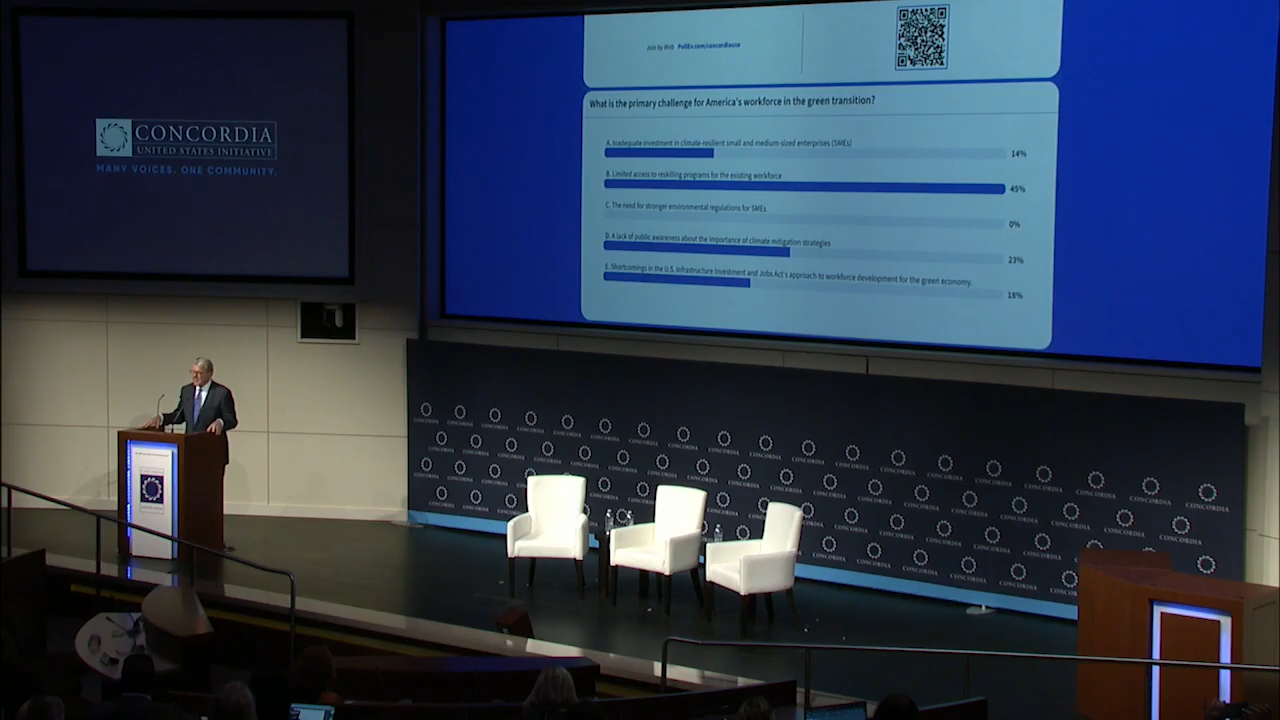 CONCORDIA
UNITED STATES INITIATIVE
MANY VOICES. ONE COMMUNITY.
Join by Web PollEv.com/concordiausa
What is the primary challenge for America's workforce in the green transition?
A. Inadequate investment in climate-resilient small and medium-sized enterprises (SMEs)
14%
B. Limited access to reskilling programs for the existing workforce
45%
C. The need for stronger environmental regulations for SMEs
0%
D. A lack of public awareness about the importance of climate mitigation strategies
23%
E. Shortcomings in the U.S. Infrastructure Investment and Jobs Act's approach to workforce development for the green economy.
18%
CONCORDIA